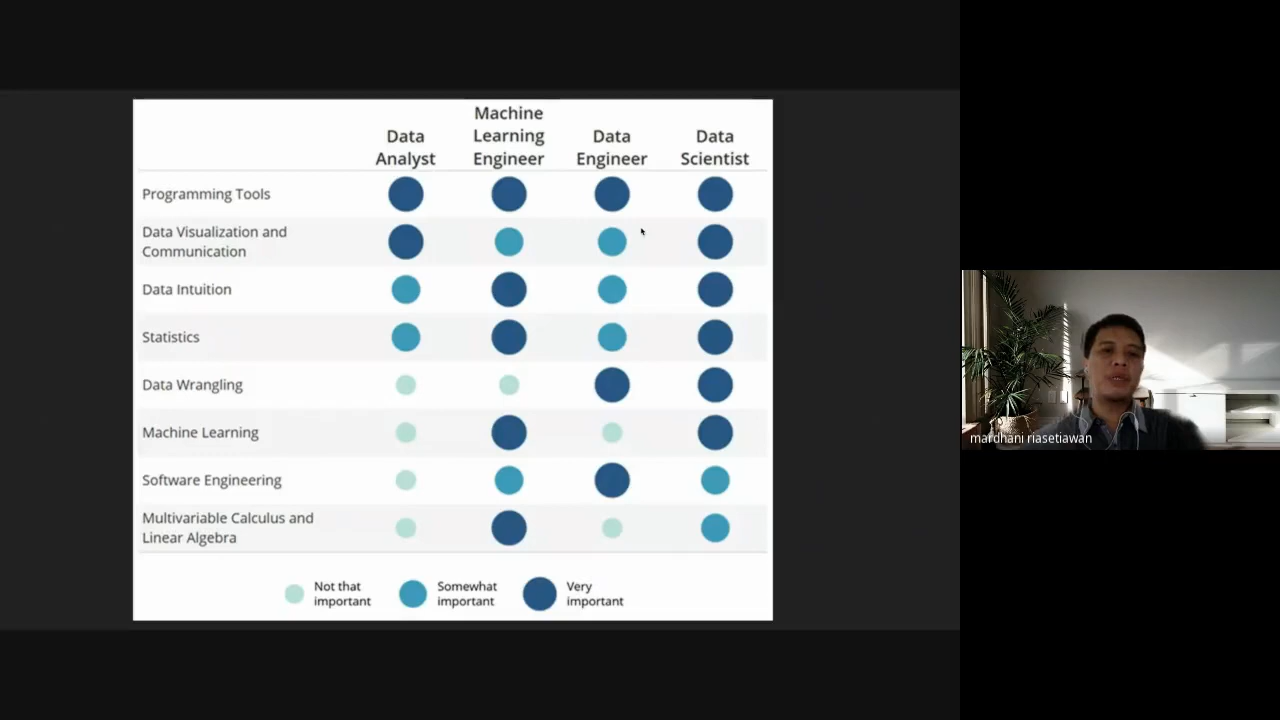 Data
Analyst
Machine
Learning
Engineer
Data
Engineer
Data
Scientist
Programming Tools
Data Visualization and
Communication
Data Intuition
Statistics
Data Wrangling
Machine Learning
Software Engineering
Multivariable Calculus and
Linear Algebra
Not that
important
Somewhat
important
Very
important
mardhani riasetiawan